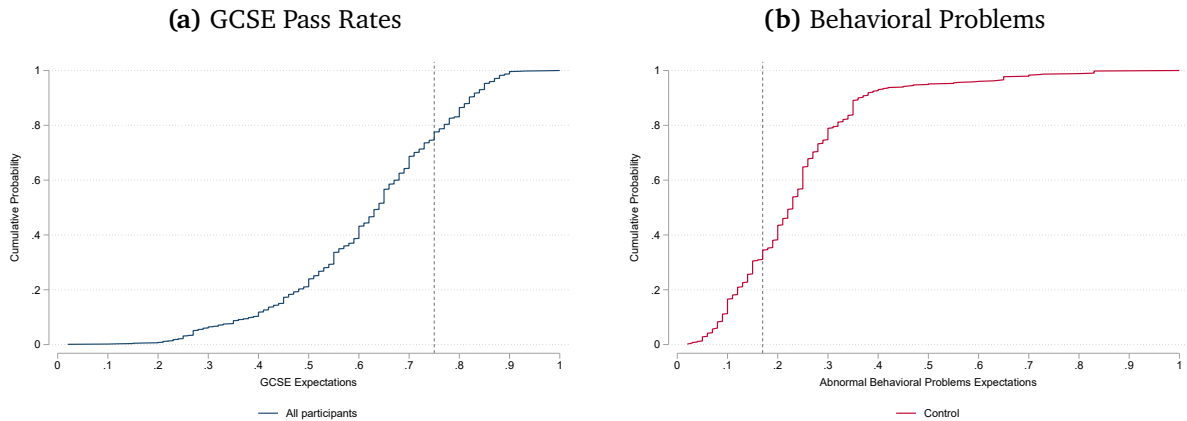 (a) GCSE Pass Rates
Cumulative Probability
1
.8
.6
.4
.2
0
0 .1 .2 .3 .4 .5 .6 .7 .8 .9 1
GCSE Expectations
All participants
(b) Behavioral Problems
Cumulative Probability
1
.8
.6
.4
.2
0
0 .1 .2 .3 .4 .5 .6 .7 .8 .9 1
Abnormal Behavioral Problems Expectations
Control